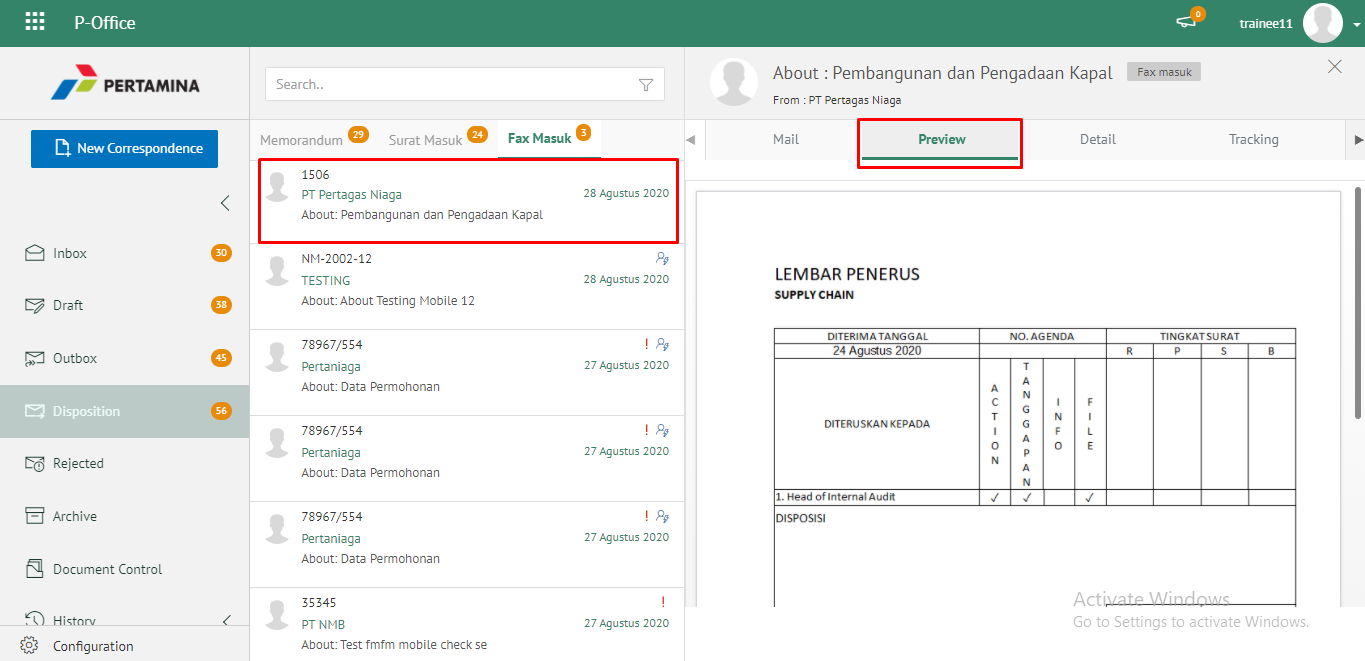 P-Office
0
trainee11
PERTAMINA
New Correspondence
Inbox 30
Draft 38
Outbox 45
Disposition 56
Rejected
Archive
Document Control
History
Configuration
Search..
Memorandum 29
Surat Masuk 24
Fax Masuk 3
1506
PT Pertagas Niaga
28 Agustus 2020
About: Pembangunan dan Pengadaan Kapal
NM-2002-12
TESTING
28 Agustus 2020
About: About Testing Mobile 12
78967/554
!
Pertaniaga
27 Agustus 2020
About: Data Permohonan
78967/554
!
Pertaniaga
27 Agustus 2020
About: Data Permohonan
78967/554
!
Pertaniaga
27 Agustus 2020
About: Data Permohonan
35345
!
PT NMB
27 Agustus 2020
About: Test fmfm mobile check se
About : Pembangunan dan Pengadaan Kapal
Fax masuk
From : PT Pertagas Niaga
Mail
Preview
Detail
Tracking
LEMBAR PENERUS
SUPPLY CHAIN
DITERIMA TANGGAL
NO. AGENDA
TINGKAT SURAT
24 Agustus 2020
R P S B
DITERUSKAN KEPADA
ACTION
TANGGAPAN
INFO
FILE
1. Head of Internal Audit ✓ ✓ ✓
DISPOSISI
Activate Windows
Go to Settings to activate Windows.